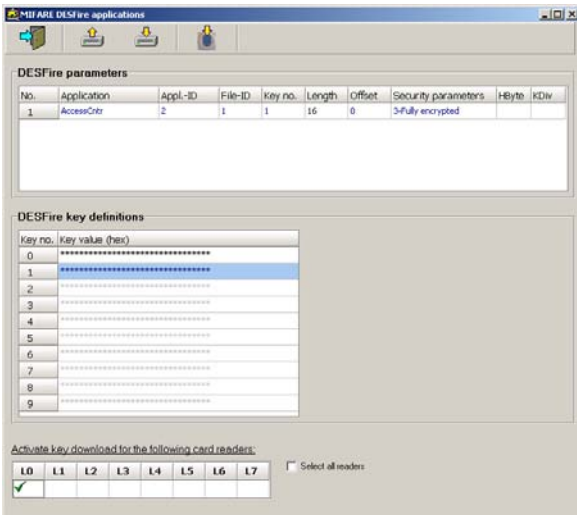 MIFARE DESFire applications
DESFire parameters
No. Application Appl.-ID File-ID Key no. Length Offset Security parameters HByte KDiv
1 AccessCntr 2 1 1 16 0 3-Fully encrypted
DESFire key definitions
Key no. Key value (hex)
0 ********************************
1 ********************************
2 ********************************
3 ********************************
4 ********************************
5 ********************************
6 ********************************
7 ********************************
8 ********************************
9 ********************************
Activate key download for the following card readers:
L0 L1 L2 L3 L4 L5 L6 L7 Select all readers